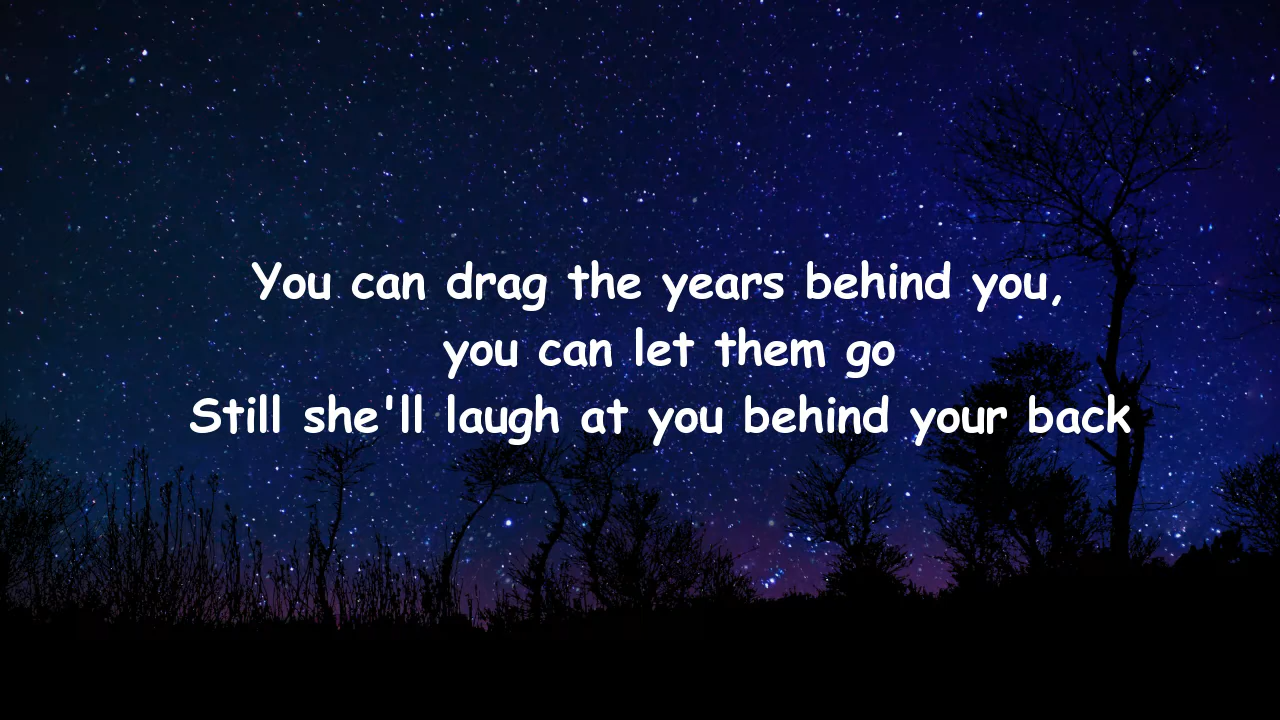 You can drag the years behind you,
you can let them go
Still she'll laugh at you behind your back